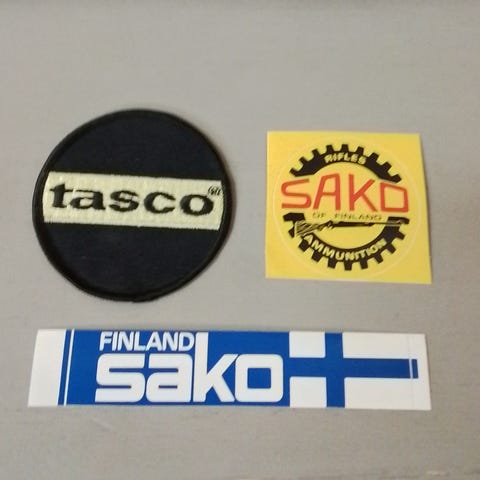 tasco®
RIFLES
SAKO
OF FINLAND
AMMUNITION
FINLAND
sako